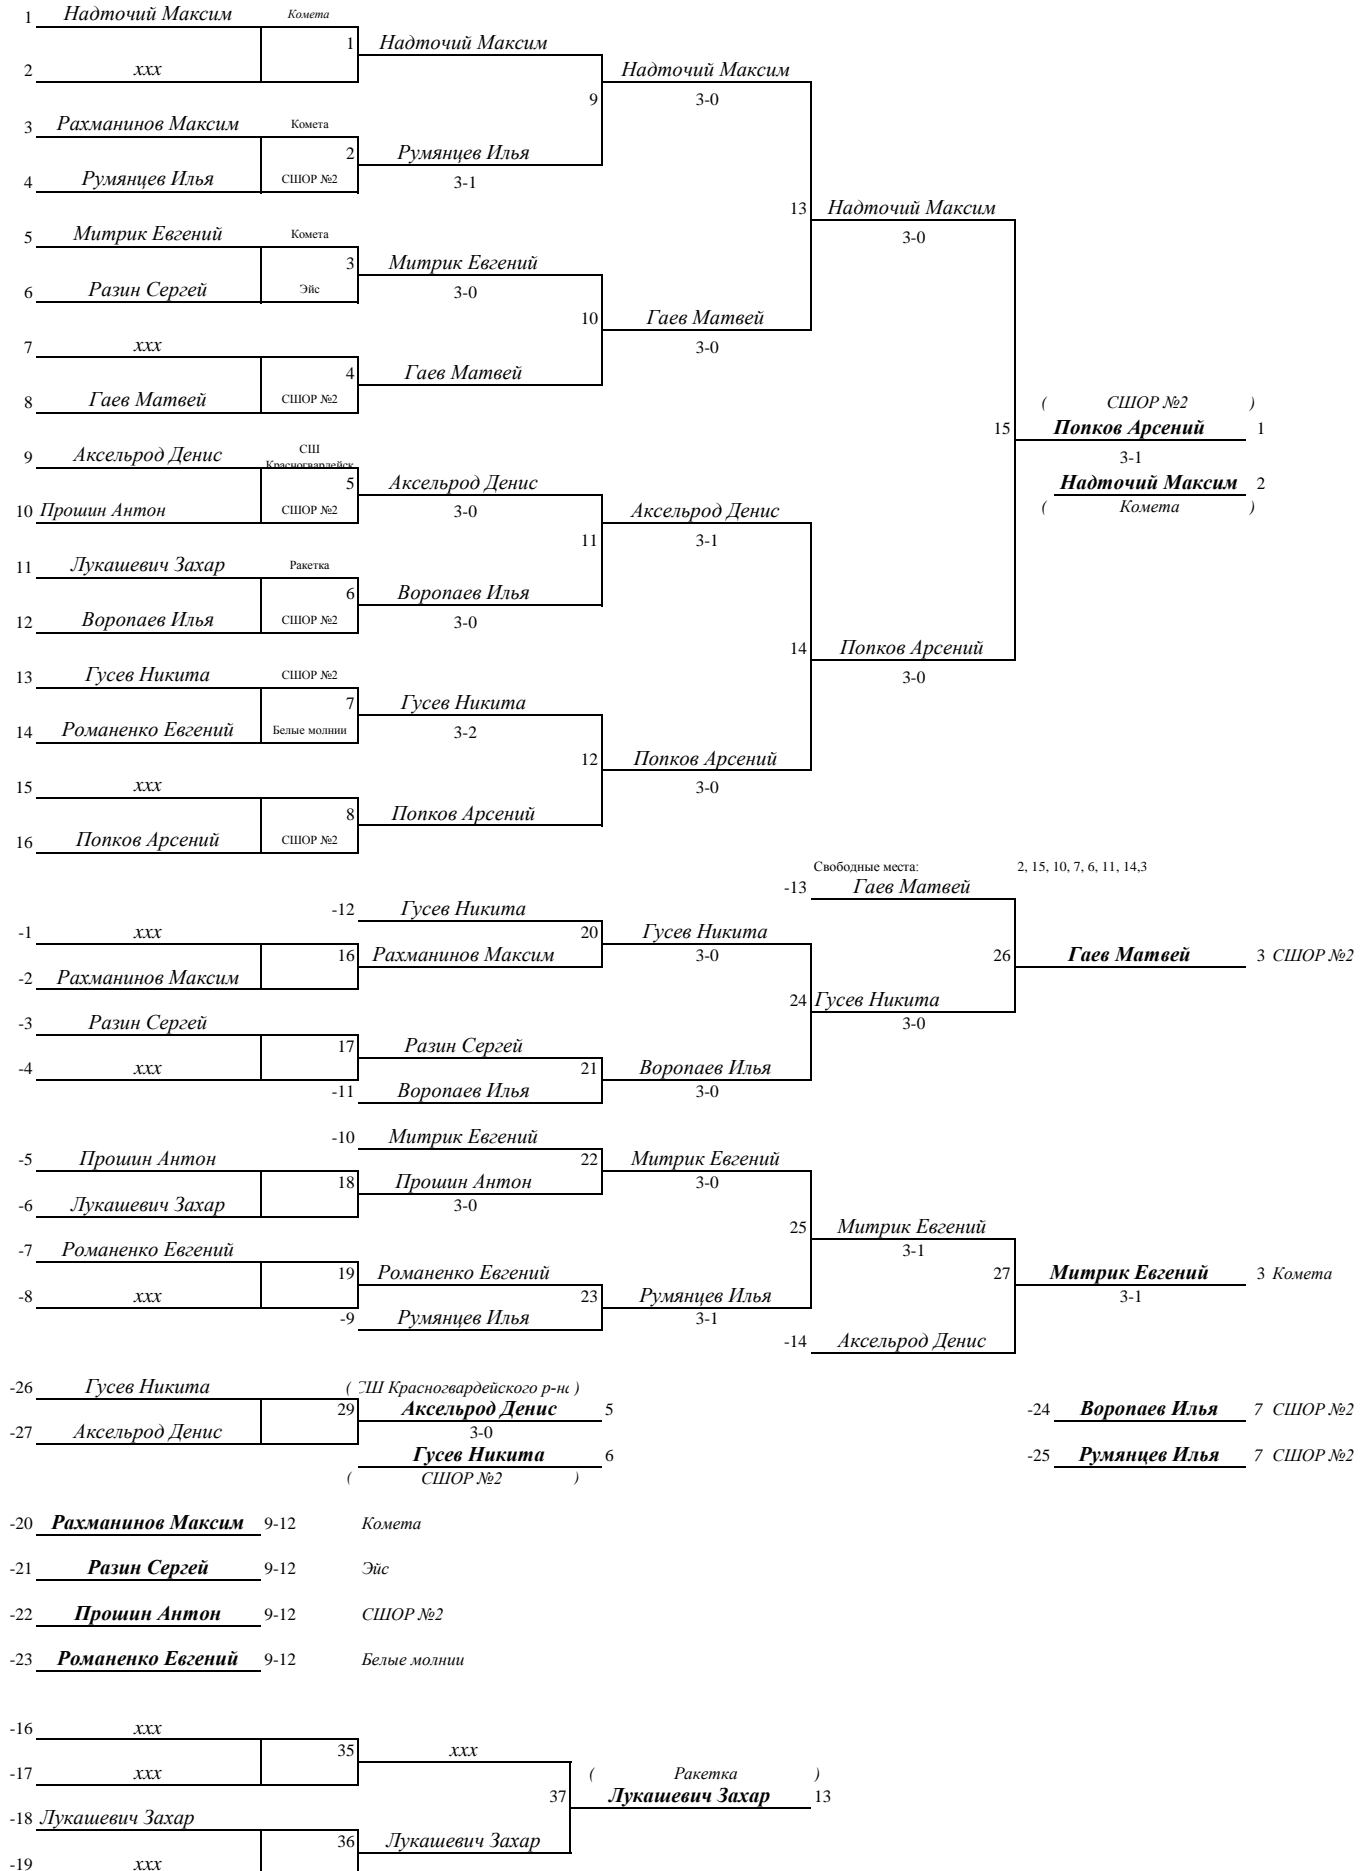 1 Надточий Максим Комета
1 Надточий Максим
2 xxx Надточий Максим
9 3-0
3 Рахманинов Максим Комета
2 Румянцев Илья
4 Румянцев Илья СШОР №2 3-1
13 Надточий Максим
5 Митрик Евгений Комета 3-0
3 Митрик Евгений
6 Разин Сергей Эйс 3-0
10 Гаев Матвей
7 xxx 3-0
4 Гаев Матвей
8 Гаев Матвей СШОР №2 ( СШОР №2 )
15 Попков Арсений 1
9 Аксельрод Денис СШ 3-1
Красногвардейск
5 Аксельрод Денис Надточий Максим 2
10 Прошин Антон СШОР №2 3-0 Аксельрод Денис ( Комета )
11 3-1
11 Лукашевич Захар Ракетка
6 Воропаев Илья
12 Воропаев Илья СШОР №2 3-0
14 Попков Арсений
13 Гусев Никита СШОР №2 3-0
7 Гусев Никита
14 Романенко Евгений Белые молнии 3-2
12 Попков Арсений
15 xxx 3-0
8 Попков Арсений
16 Попков Арсений СШОР №2
Свободные места: 2, 15, 10, 7, 6, 11, 14,3
-13 Гаев Матвей
-12 Гусев Никита
-1 xxx 20 Гусев Никита
16 Рахманинов Максим 3-0 26 Гаев Матвей 3 СШОР №2
-2 Рахманинов Максим
24 Гусев Никита
-3 Разин Сергей 3-0
17 Разин Сергей
-4 xxx 21 Воропаев Илья
-11 Воропаев Илья 3-0
-10 Митрик Евгений
-5 Прошин Антон 22 Митрик Евгений
18 Прошин Антон 3-0
-6 Лукашевич Захар 3-0
25 Митрик Евгений
-7 Романенко Евгений 3-1
19 Романенко Евгений 27 Митрик Евгений 3 Комета
-8 xxx 23 Румянцев Илья 3-1
-9 Румянцев Илья 3-1
-14 Аксельрод Денис
-26 Гусев Никита ( СШ Красногвардейского р-на )
29 Аксельрод Денис 5 -24 Воропаев Илья 7 СШОР №2
-27 Аксельрод Денис 3-0
Гусев Никита 6 -25 Румянцев Илья 7 СШОР №2
( СШОР №2 )
-20 Рахманинов Максим 9-12 Комета
-21 Разин Сергей 9-12 Эйс
-22 Прошин Антон 9-12 СШОР №2
-23 Романенко Евгений 9-12 Белые молнии
-16 xxx
35 xxx
-17 xxx ( Ракетка )
37 Лукашевич Захар 13
-18 Лукашевич Захар
36 Лукашевич Захар
-19 xxx